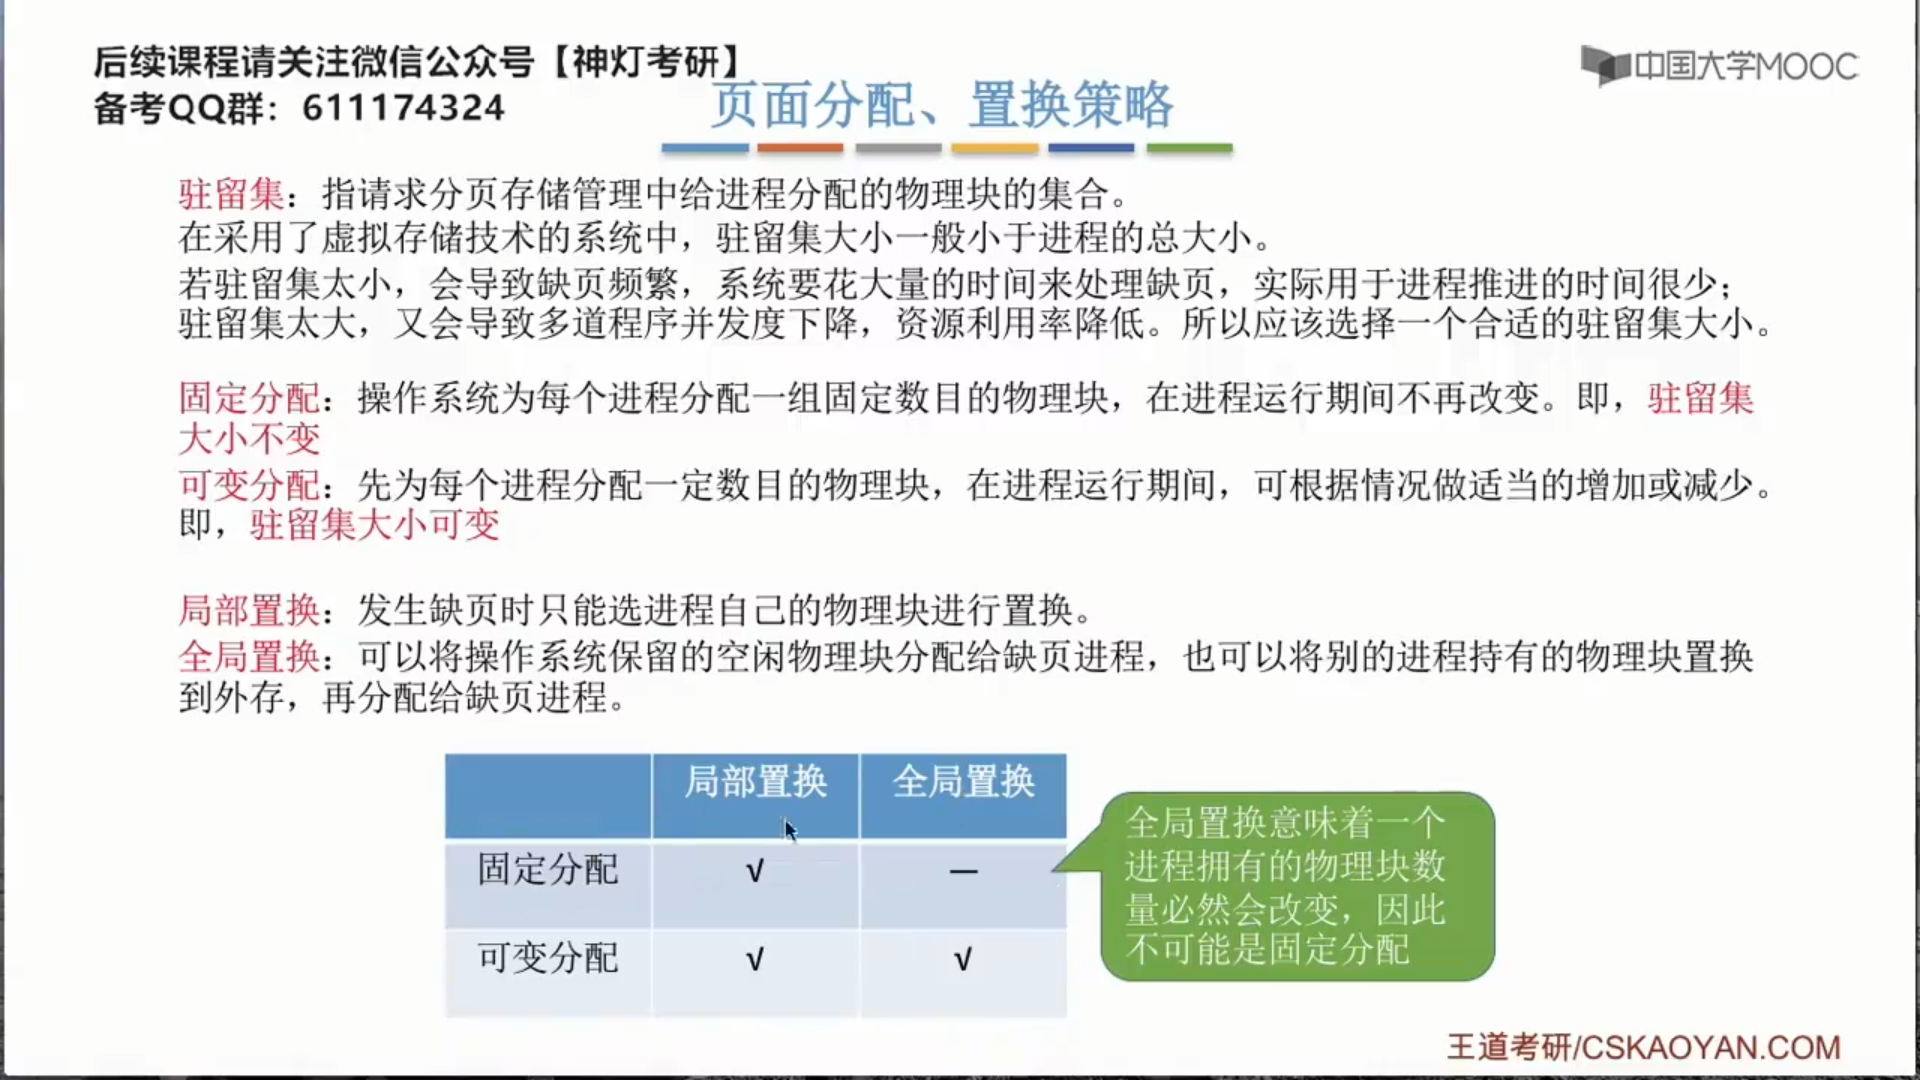 后续课程请关注微信公众号【神灯考研】
备考QQ群：611174324
中国大学MOOC
页面分配、置换策略
驻留集：指请求分页存储管理中给进程分配的物理块的集合。
在采用了虚拟存储技术的系统中，驻留集大小一般小于进程的总大小。
若驻留集太小，会导致缺页频繁，系统要花大量的时间来处理缺页，实际用于进程推进的时间很少；
驻留集太大，又会导致多道程序并发度下降，资源利用率降低。所以应该选择一个合适的驻留集大小。
固定分配：操作系统为每个进程分配一组固定数目的物理块，在进程运行期间不再改变。即，驻留集
大小不变
可变分配：先为每个进程分配一定数目的物理块，在进程运行期间，可根据情况做适当的增加或减少。
即，驻留集大小可变
局部置换：发生缺页时只能选进程自己的物理块进行置换。
全局置换：可以将操作系统保留的空闲物理块分配给缺页进程，也可以将别的进程持有的物理块置换
到外存，再分配给缺页进程。
局部置换 全局置换
固定分配 √ —
可变分配 √ √
全局置换意味着一个
进程拥有的物理块数
量必然会改变，因此
不可能是固定分配
王道考研/CSKAOYAN.COM